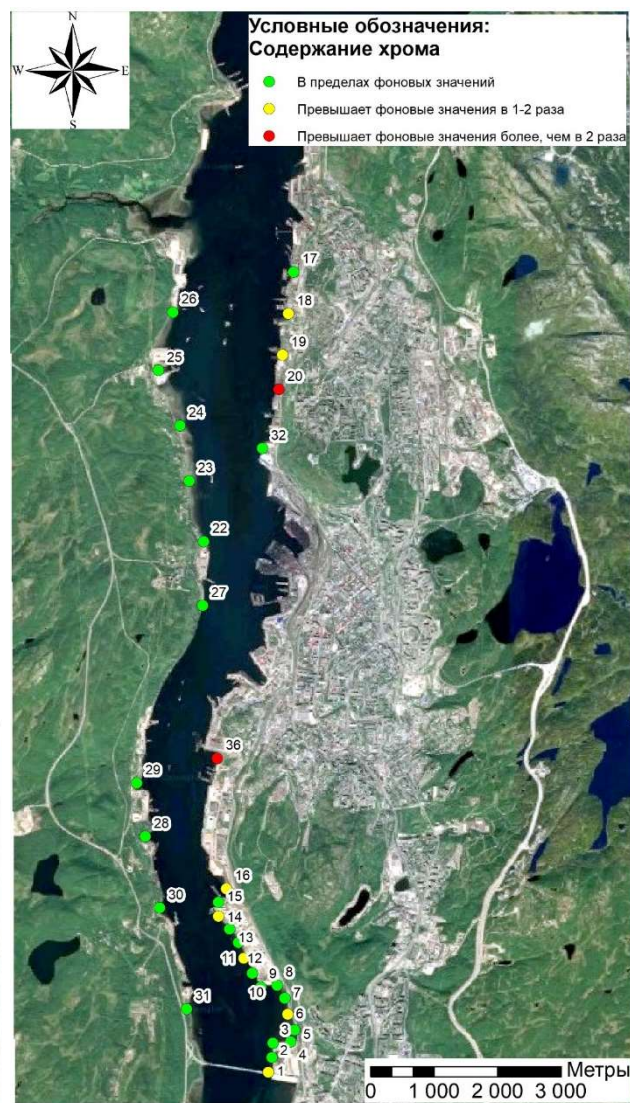 N
W E
S
Условные обозначения:
Содержание хрома
В пределах фоновых значений
Превышает фоновые значения в 1-2 раза
Превышает фоновые значения более, чем в 2 раза
17
18
26
19
25
20
24
32
23
22
27
36
29
28
16
15
30
14
13
11 12
9 8
10 7
31
6
3 5
2 4
1
Метры
0 1 000 2 000 3 000